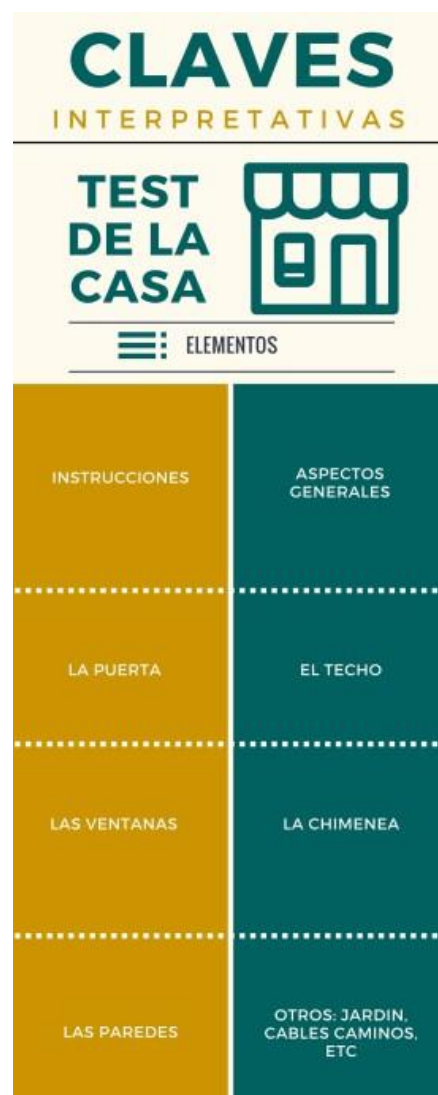 CLAVES
INTERPRETATIVAS
TEST
DE LA
CASA
ELEMENTOS
INSTRUCCIONES
ASPECTOS
GENERALES
LA PUERTA
EL TECHO
LAS VENTANAS
LA CHIMENEA
LAS PAREDES
OTROS: JARDIN,
CABLES CAMINOS,
ETC